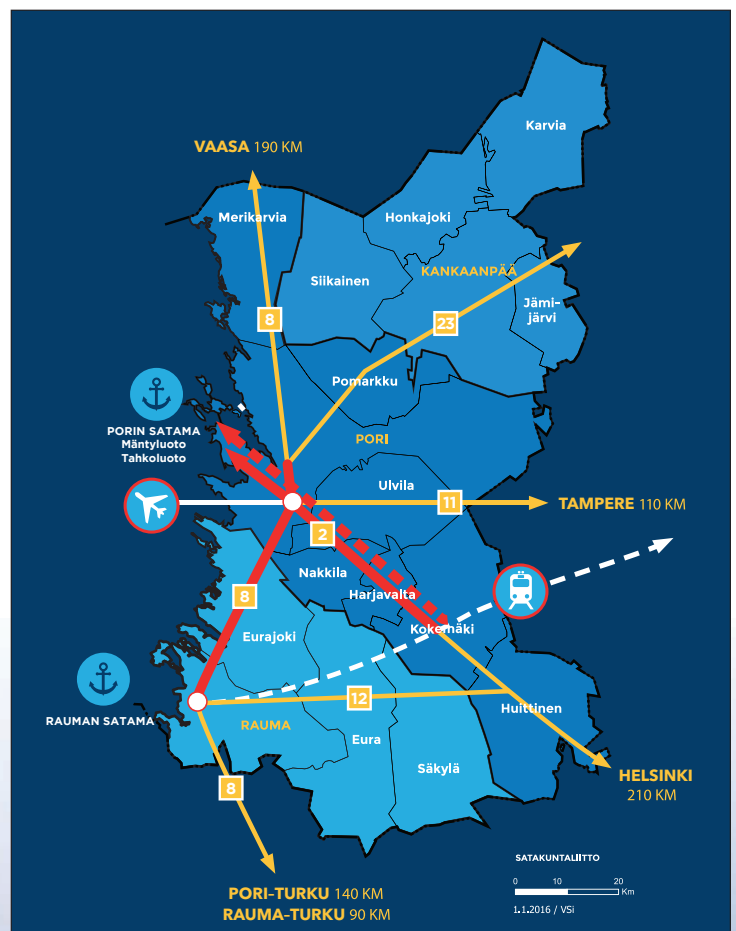 Karvia
VAASA 190 KM
Merikarvia
Honkajoki
Siikainen
KANKAANPÄÄ
Jämi-
järvi
8
23
Pomarkku
PORIN SATAMA
Mäntyluoto
Tahkoluoto
PORI
Ulvila
11
TAMPERE 110 KM
2
Nakkila
Harjavalta
8
Kokemäki
Eurajoki
RAUMAN SATAMA
12
Huittinen
RAUMA
Eura
Säkylä
8
HELSINKI
210 KM
SATAKUNTALIITTO
0 10 20
Km
1.1.2016 / VSi
PORI-TURKU 140 KM
RAUMA-TURKU 90 KM